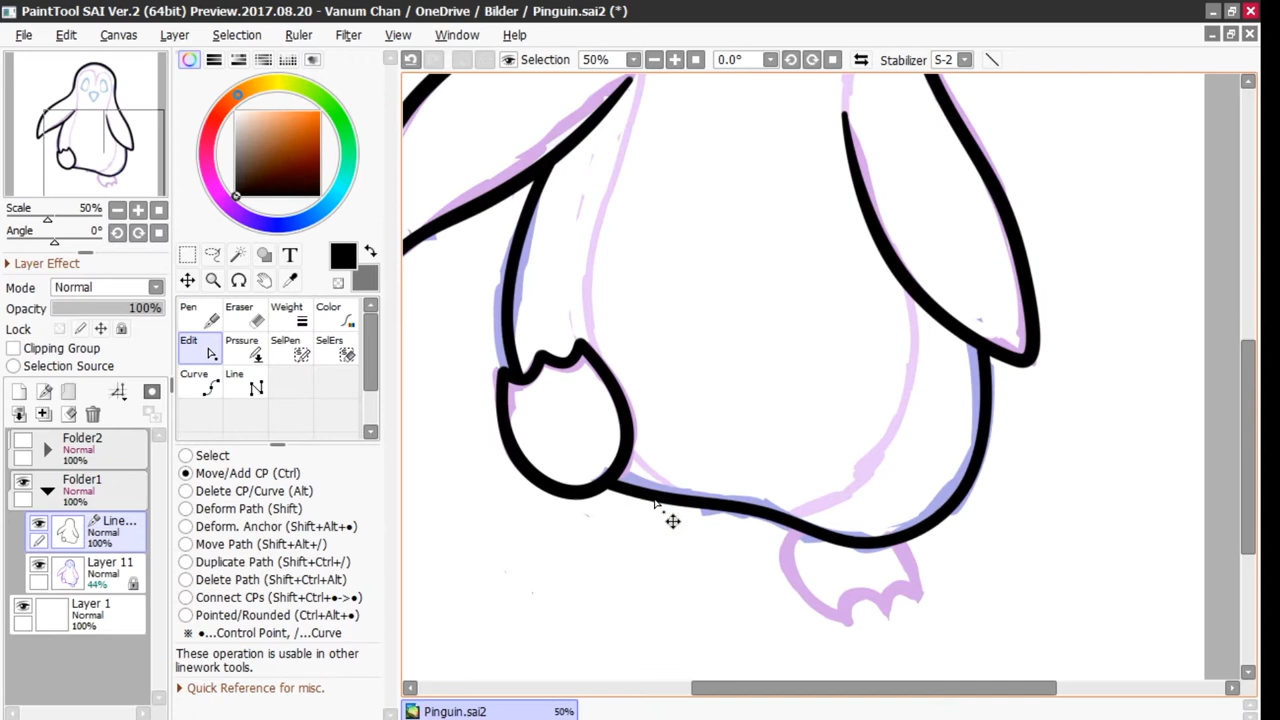 PaintTool SAI Ver.2 (64bit) Preview.2017.08.20 - Vanum Chan / OneDrive / Bilder / Pinguin.sai2 (*)
File Edit Canvas Layer Selection Ruler Filter View Window Help
Selection 50% 0.0° Stabilizer S-2
Scale 50%
Angle 0°
Layer Effect
Mode Normal
Opacity 100%
Lock
Clipping Group
Selection Source
Folder2
Normal
100%
Folder1
Normal
100%
Line...
Normal
100%
Layer 11
Normal
44%
Layer 1
Normal
100%
T
Pen Eraser Weight Color
Edit Prssure SelPen SelErs
Curve Line
Select
Move/Add CP (Ctrl)
Delete CP/Curve (Alt)
Deform Path (Shift)
Deform. Anchor (Shift+Alt+●)
Move Path (Shift+Alt+/)
Duplicate Path (Shift+Ctrl+/)
Delete Path (Shift+Ctrl+Alt)
Connect CPs (Shift+Ctrl+●->●)
Pointed/Rounded (Ctrl+Alt+●)
※ ●...Control Point, /...Curve
These operation is usable in other
linework tools.
Quick Reference for misc.
Pinguin.sai2 50%